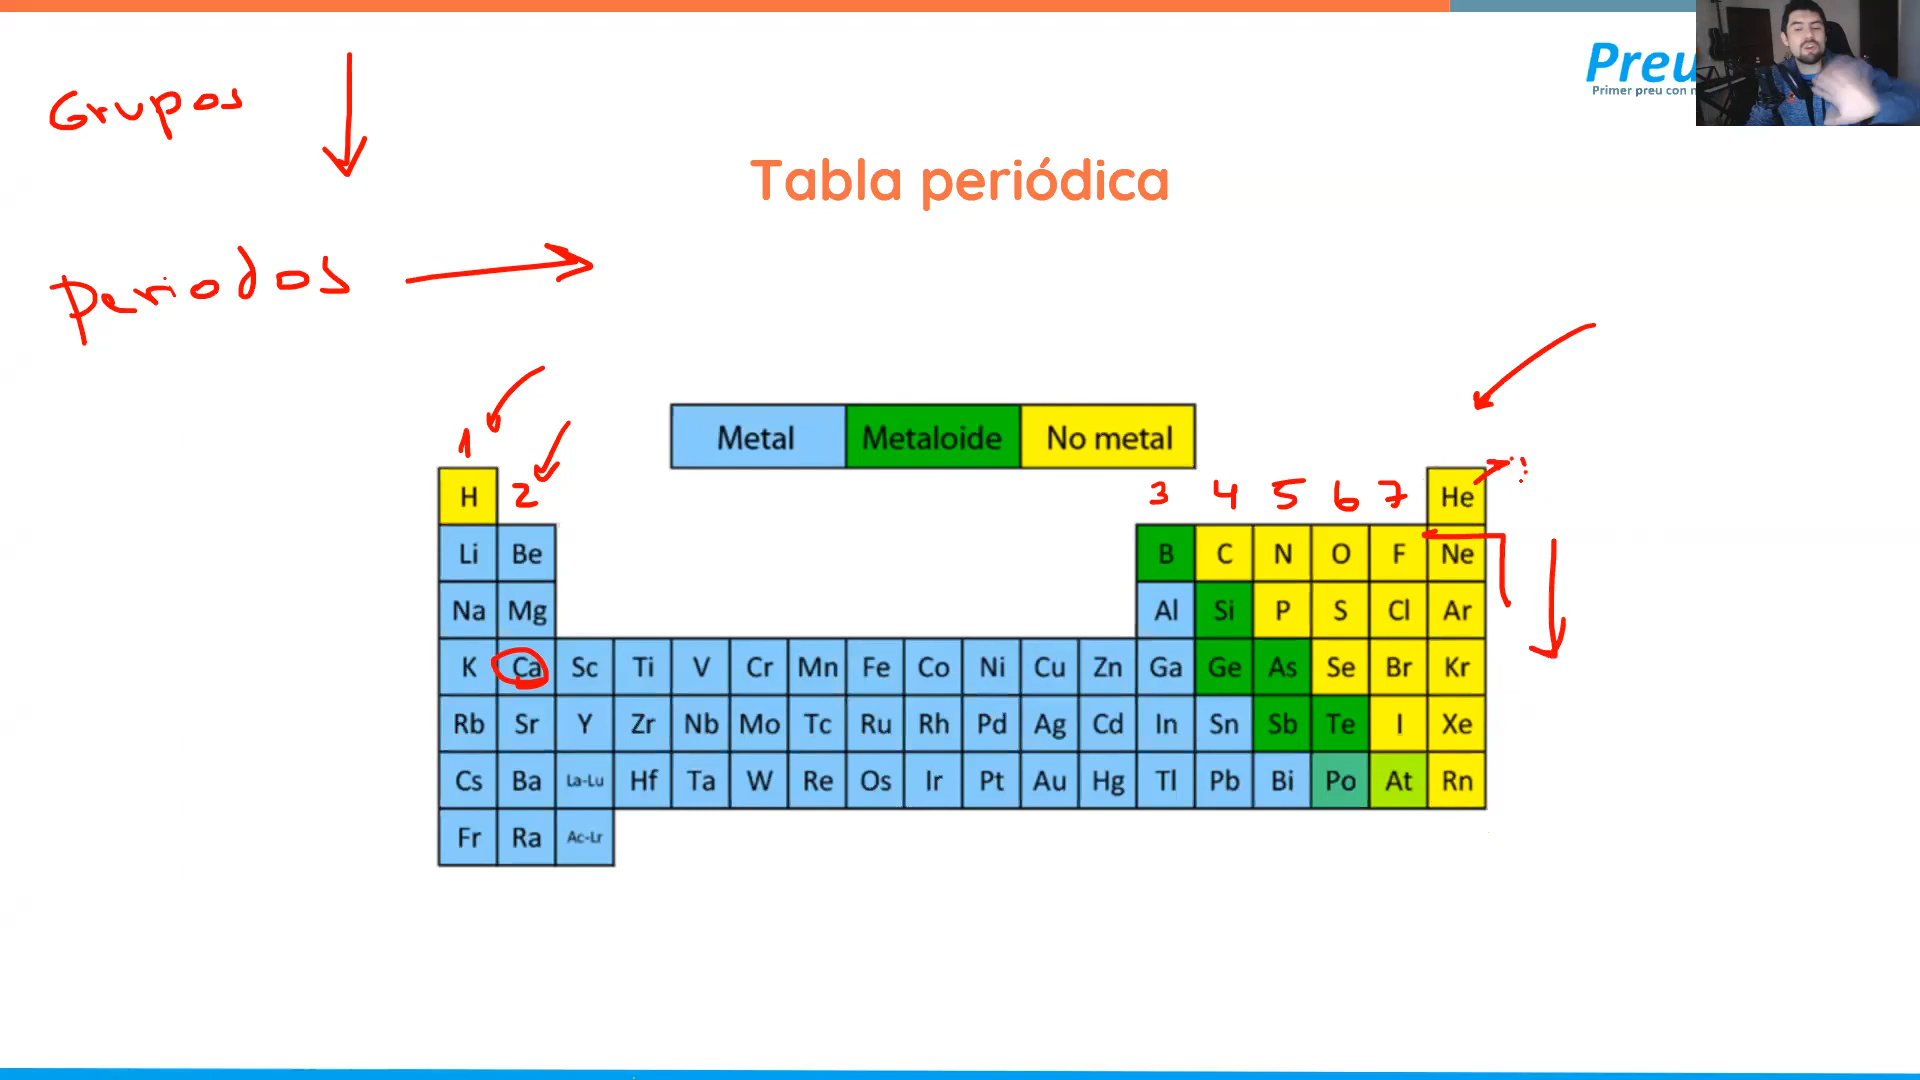 Grupos
Preu
Primer preu con
Tabla periódica
Periodos
Metal Metaloide No metal
1
2 3 4 5 6 7
H He
Li Be B C N O F Ne
Na Mg Al Si P S Cl Ar
K Ca Sc Ti V Cr Mn Fe Co Ni Cu Zn Ga Ge As Se Br Kr
Rb Sr Y Zr Nb Mo Tc Ru Rh Pd Ag Cd In Sn Sb Te I Xe
Cs Ba La-Lu Hf Ta W Re Os Ir Pt Au Hg Tl Pb Bi Po At Rn
Fr Ra Ac-Lr